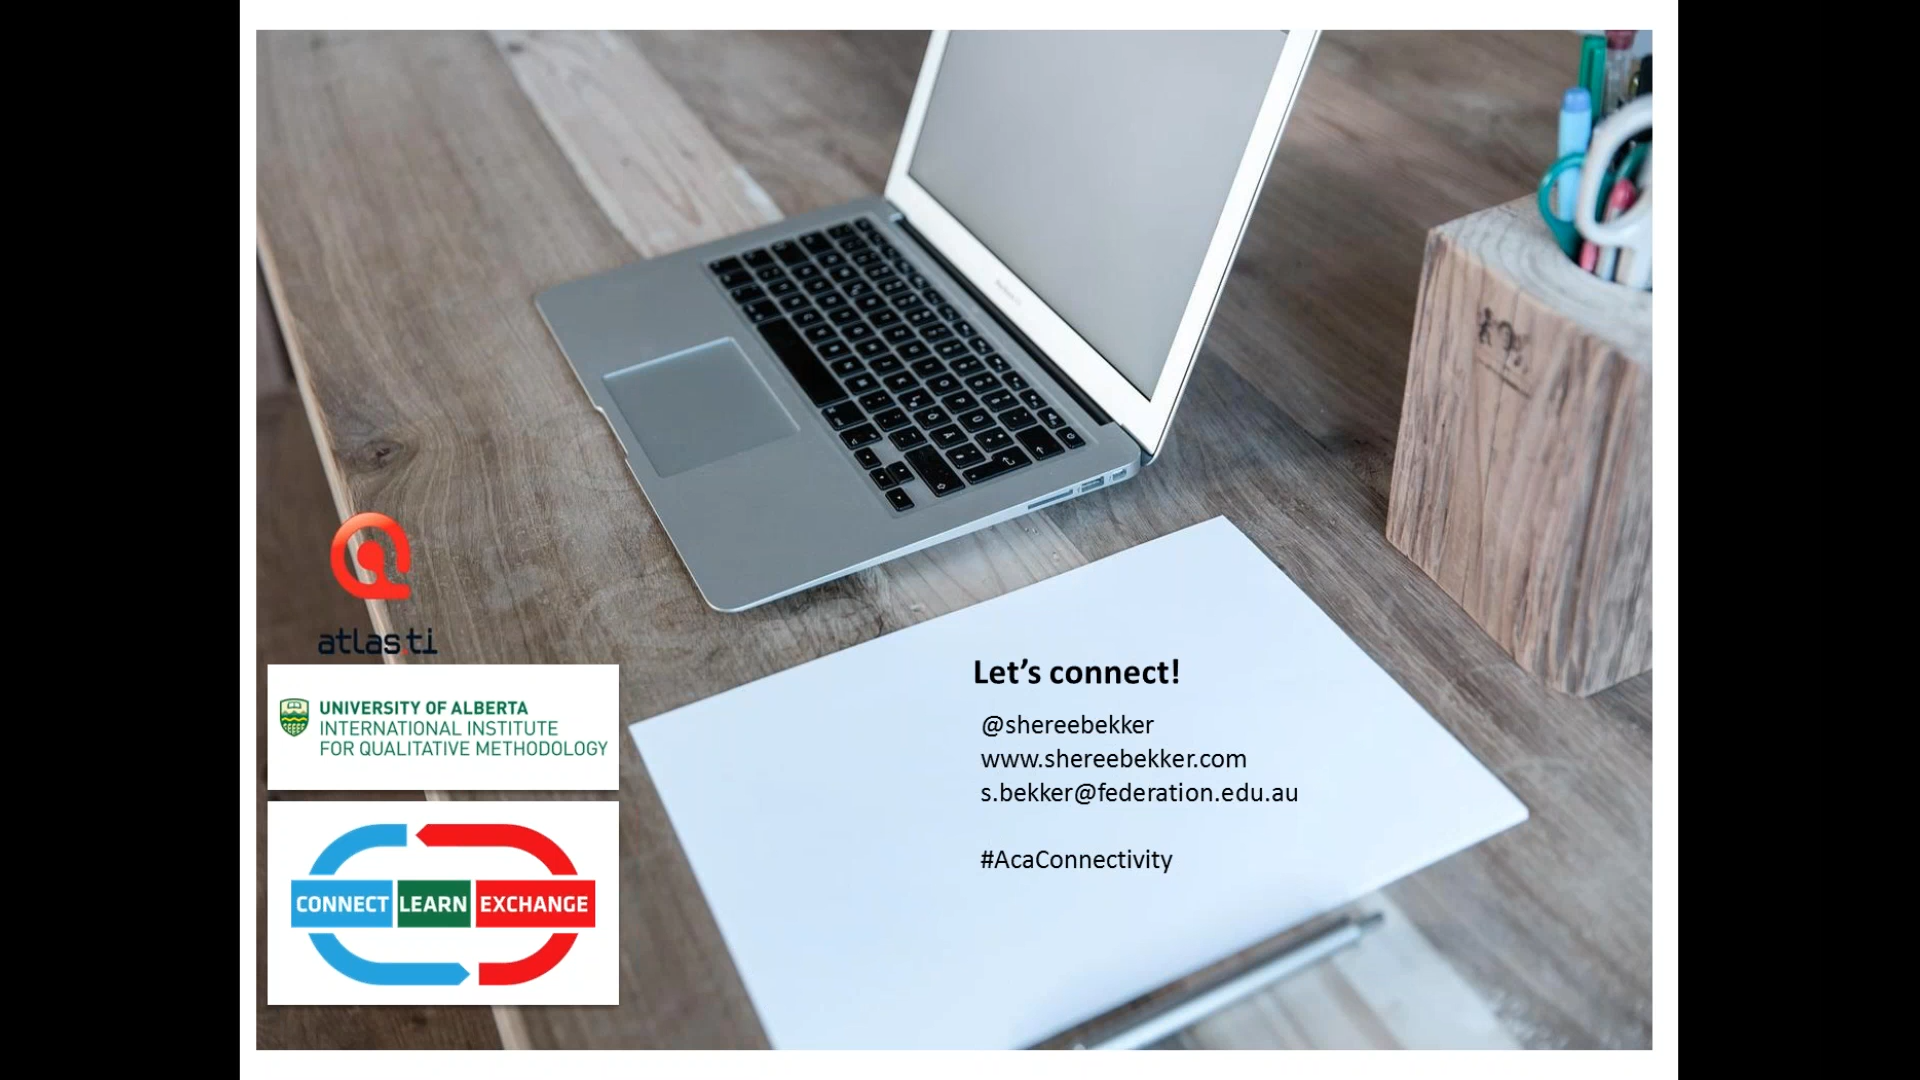 atlas.ti
UNIVERSITY OF ALBERTA
INTERNATIONAL INSTITUTE
FOR QUALITATIVE METHODOLOGY
CONNECT LEARN EXCHANGE
Let’s connect!
@shereebekker
www.shereebekker.com
s.bekker@federation.edu.au
#AcaConnectivity